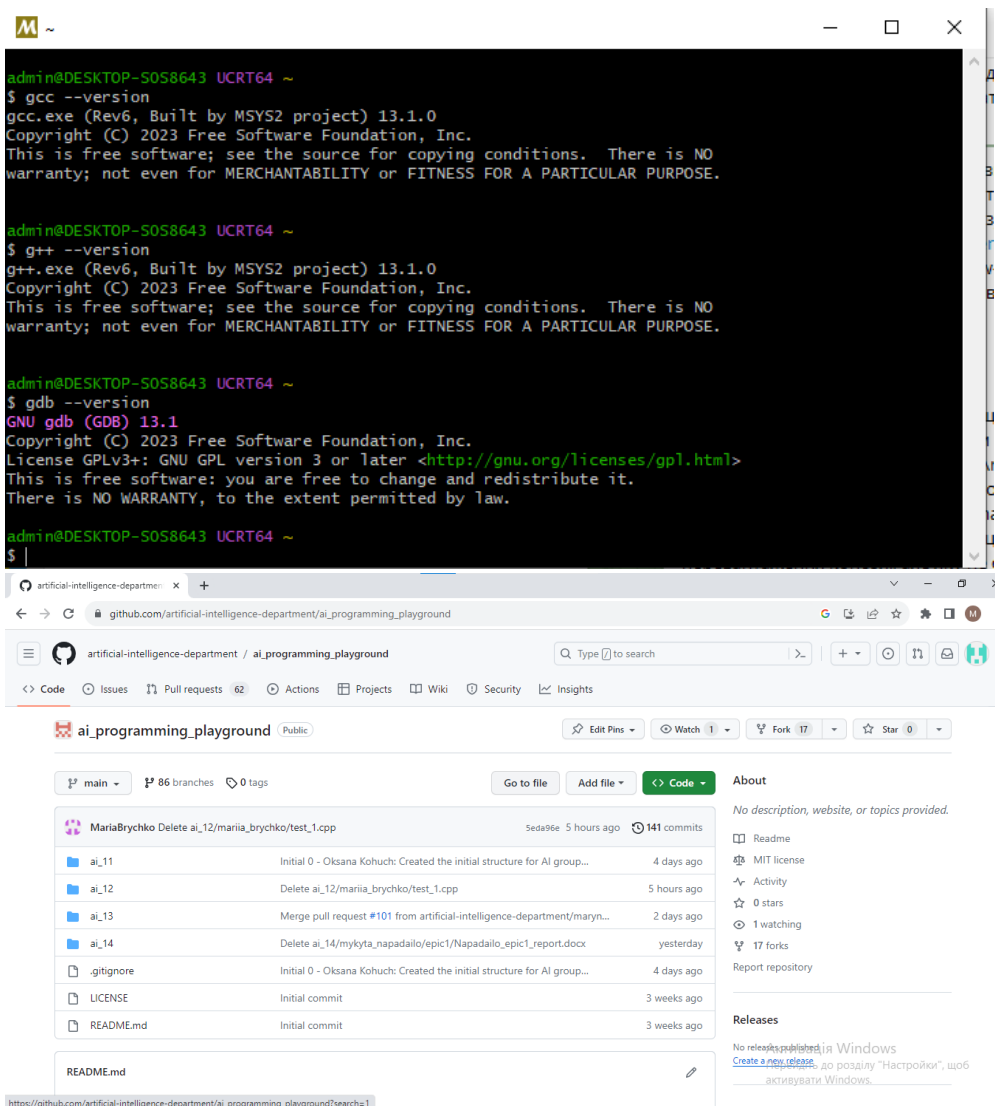 M ~
admin@DESKTOP-SOS8643 UCRT64 ~
$ gcc --version
gcc.exe (Rev6, Built by MSYS2 project) 13.1.0
Copyright (C) 2023 Free Software Foundation, Inc.
This is free software; see the source for copying conditions.  There is NO
warranty; not even for MERCHANTABILITY or FITNESS FOR A PARTICULAR PURPOSE.
admin@DESKTOP-SOS8643 UCRT64 ~
$ g++ --version
g++.exe (Rev6, Built by MSYS2 project) 13.1.0
Copyright (C) 2023 Free Software Foundation, Inc.
This is free software; see the source for copying conditions.  There is NO
warranty; not even for MERCHANTABILITY or FITNESS FOR A PARTICULAR PURPOSE.
admin@DESKTOP-SOS8643 UCRT64 ~
$ gdb --version
GNU gdb (GDB) 13.1
Copyright (C) 2023 Free Software Foundation, Inc.
License GPLv3+: GNU GPL version 3 or later <http://gnu.org/licenses/gpl.html>
This is free software: you are free to change and redistribute it.
There is NO WARRANTY, to the extent permitted by law.
admin@DESKTOP-SOS8643 UCRT64 ~
$
artificial-intelligence-departmen
github.com/artificial-intelligence-department/ai_programming_playground
artificial-intelligence-department / ai_programming_playground Type / to search
Code Issues Pull requests 62 Actions Projects Wiki Security Insights
ai_programming_playground Public Edit Pins Watch 1 Fork 17 Star 0
main 86 branches 0 tags Go to file Add file Code
MariaBrychko Delete ai_12/mariia_brychko/test_1.cpp 5eda96e 5 hours ago 141 commits
ai_11 Initial 0 - Oksana Kohuch: Created the initial structure for AI group... 4 days ago
ai_12 Delete ai_12/mariia_brychko/test_1.cpp 5 hours ago
ai_13 Merge pull request #101 from artificial-intelligence-department/maryn... 2 days ago
ai_14 Delete ai_14/mykyta_napadailo/epic1/Napadailo_epic1_report.docx yesterday
.gitignore Initial 0 - Oksana Kohuch: Created the initial structure for AI group... 4 days ago
LICENSE Initial commit 3 weeks ago
README.md Initial commit 3 weeks ago
README.md
About
No description, website, or topics provided.
Readme
MIT license
Activity
0 stars
1 watching
17 forks
Report repository
Releases
No releases published
Create a new release
Активація Windows
Перейдіть до розділу "Настройки", щоб
активувати Windows.
https://github.com/artificial-intelligence-department/ai_programming_playground?search=1